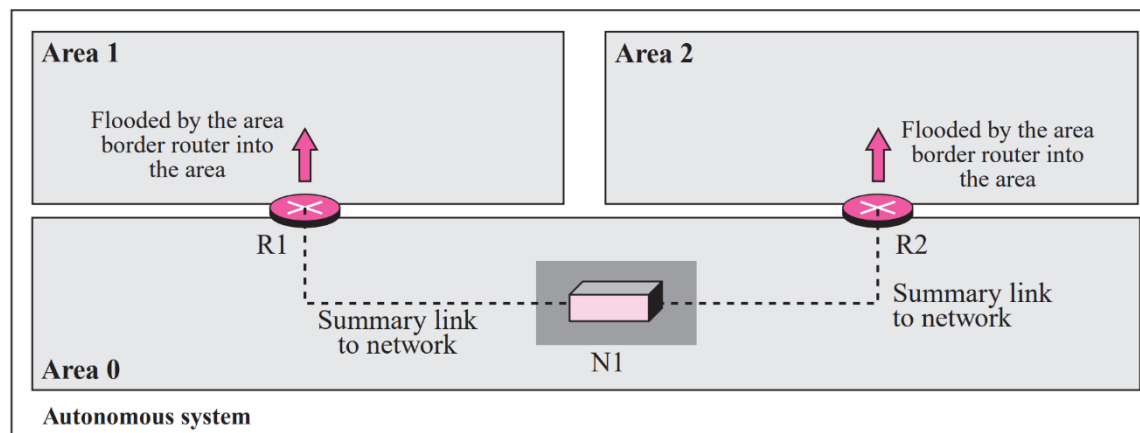 Area 1
Flooded by the area
border router into
the area
Area 2
Flooded by the area
border router into
the area
R1
R2
Summary link
to network
N1
Summary link
to network
Area 0
Autonomous system